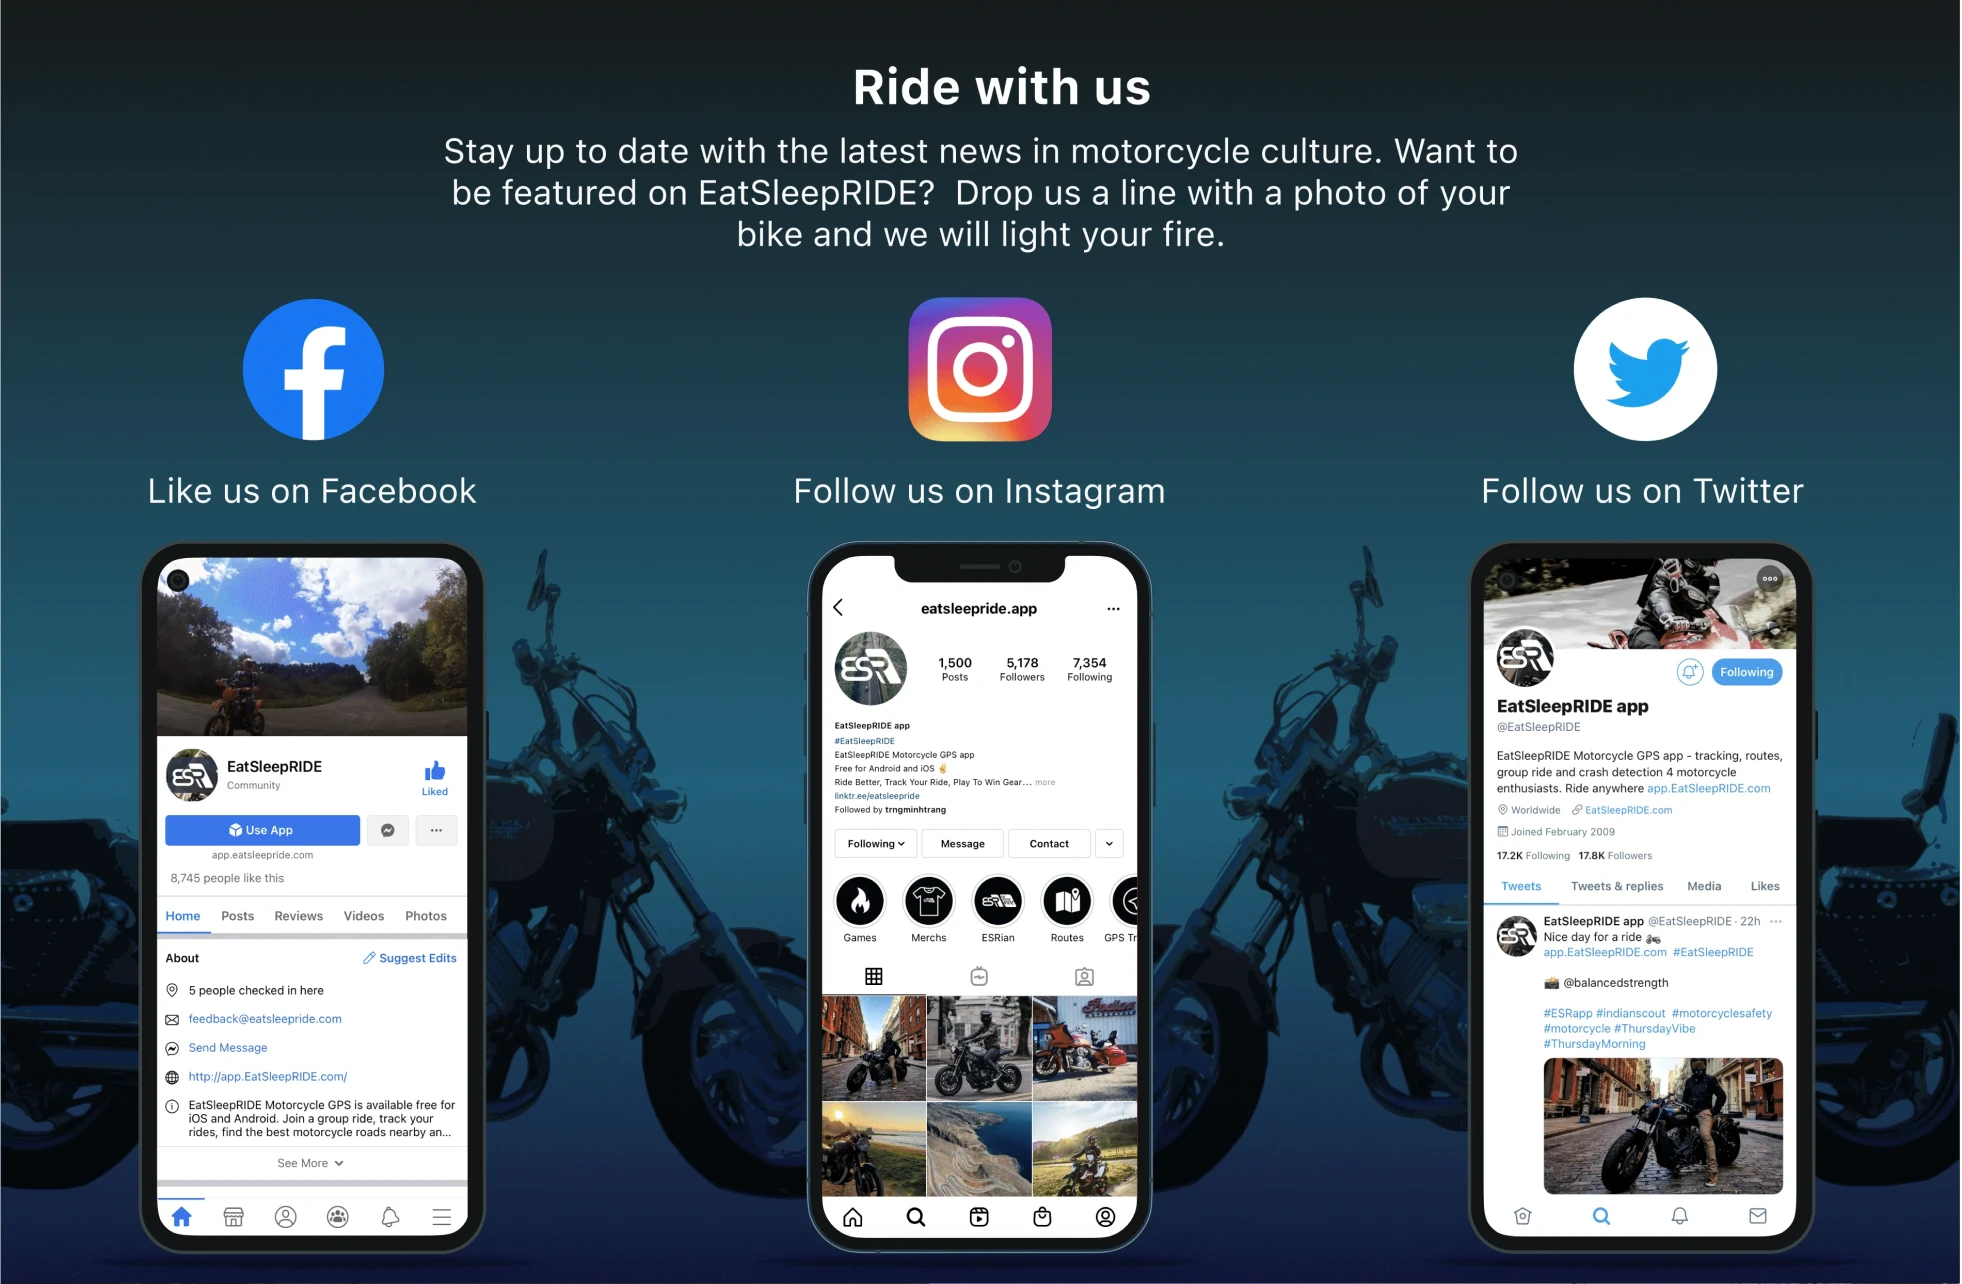 Ride with us
Stay up to date with the latest news in motorcycle culture. Want to
be featured on EatSleepRIDE?  Drop us a line with a photo of your
bike and we will light your fire.
Like us on Facebook
Follow us on Instagram
Follow us on Twitter
ESR
EatSleepRIDE
Community
Liked
Use App
app.eatsleepride.com
8,745 people like this
Home Posts Reviews Videos Photos
About
Suggest Edits
5 people checked in here
feedback@eatsleepride.com
Send Message
http://app.EatSleepRIDE.com/
EatSleepRIDE Motorcycle GPS is available free for
iOS and Android. Join a group ride, track your
rides, find the best motorcycle roads nearby an...
See More
eatsleepride.app
ESR
1,500 5,178 7,354
Posts Followers Following
EatSleepRIDE app
#EatSleepRIDE
EatSleepRIDE Motorcycle GPS app
Free for Android and iOS ✌️
Ride Better, Track Your Ride, Play To Win Gear... more
linktr.ee/eatsleepride
Followed by trngminhtrang
Following Message Contact
Games Merchs ESRian Routes GPS Tr
Indian
ESR
Following
EatSleepRIDE app
@EatSleepRIDE
EatSleepRIDE Motorcycle GPS app - tracking, routes,
group ride and crash detection 4 motorcycle
enthusiasts. Ride anywhere app.EatSleepRIDE.com
Worldwide EatSleepRIDE.com
Joined February 2009
17.2K Following 17.8K Followers
Tweets Tweets & replies Media Likes
ESR
EatSleepRIDE app @EatSleepRIDE · 22h
Nice day for a ride 🏍️
app.EatSleepRIDE.com #EatSleepRIDE
📸 @balancedstrength
#ESRapp #indianscout #motorcyclesafety
#motorcycle #ThursdayVibe
#ThursdayMorning